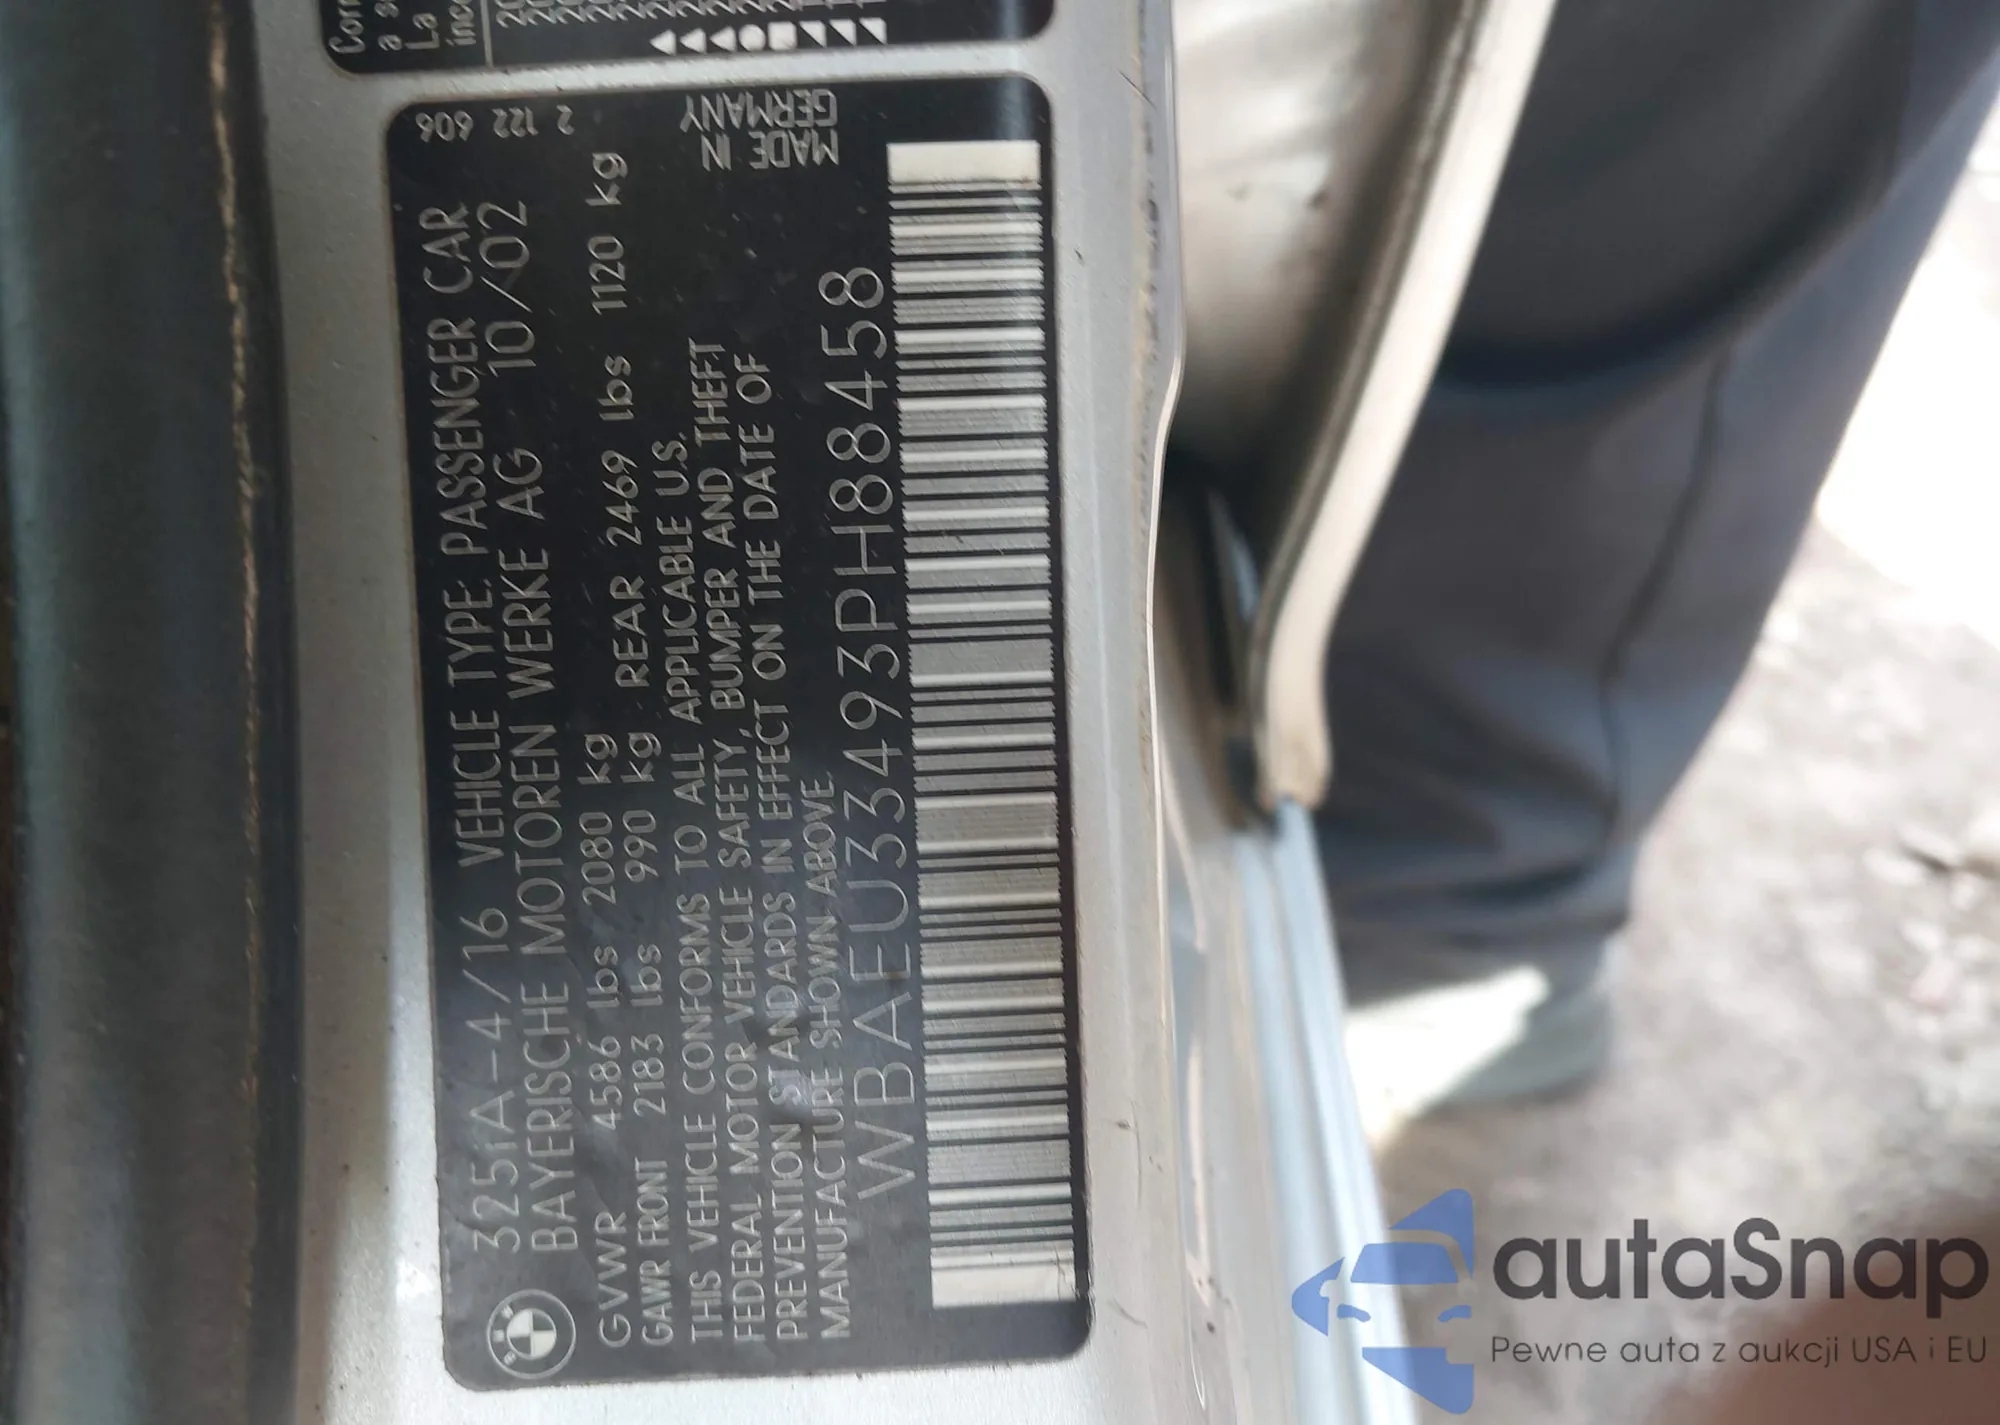 325iA-4/16 VEHICLE TYPE: PASSENGER CAR
BAYERISCHE MOTOREN WERKE AG 10/02
GVWR 4586 lbs/2080 kg
GAWR FRONT 2183 lbs 990 kg REAR 2469 lbs 1120 kg
THIS VEHICLE CONFORMS TO ALL APPLICABLE U.S.
FEDERAL MOTOR VEHICLE SAFETY, BUMPER AND THEFT
PREVENTION STANDARDS IN EFFECT ON THE DATE OF
MANUFACTURE SHOWN ABOVE.
WBAEU33493PH88458
2 122 606
MADE IN
GERMANY
autaSnap
Pewne auta z aukcji USA i EU